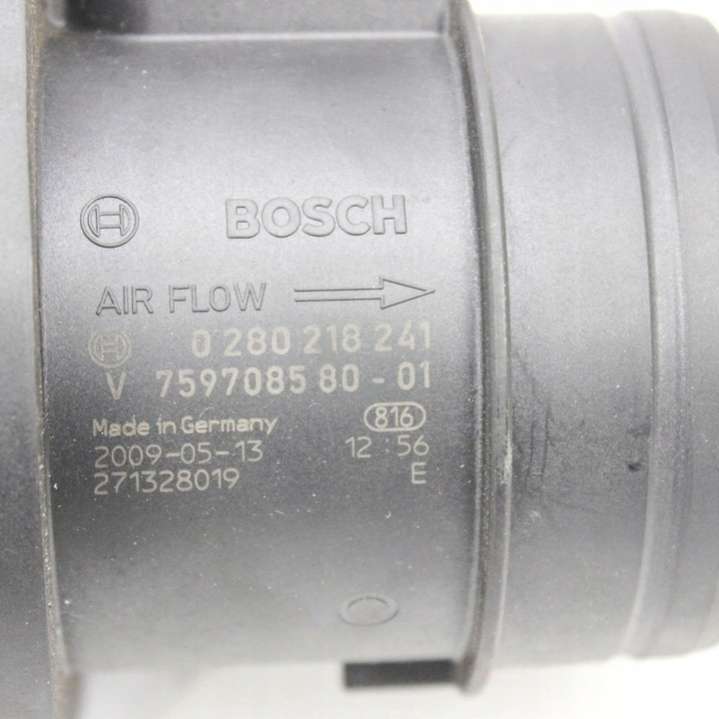 BOSCH
AIR FLOW
0 280 218 241
V 7597085 80-01
Made in Germany 816
2009-05-13 12:56
271328019 E